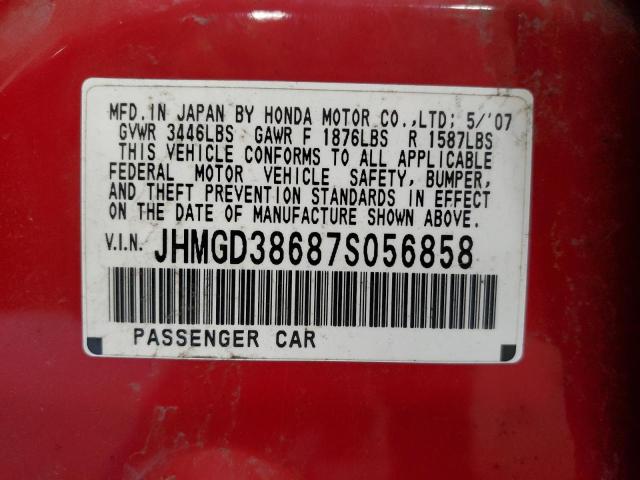 MFD.IN JAPAN BY HONDA MOTOR CO.,LTD; 5/'07
GVWR 3446LBS GAWR F 1876LBS R 1587LBS
THIS VEHICLE CONFORMS TO ALL APPLICABLE
FEDERAL MOTOR VEHICLE SAFETY, BUMPER,
AND THEFT PREVENTION STANDARDS IN EFFECT
ON THE DATE OF MANUFACTURE SHOWN ABOVE.
V.I.N. JHMGD38687S056858
PASSENGER CAR